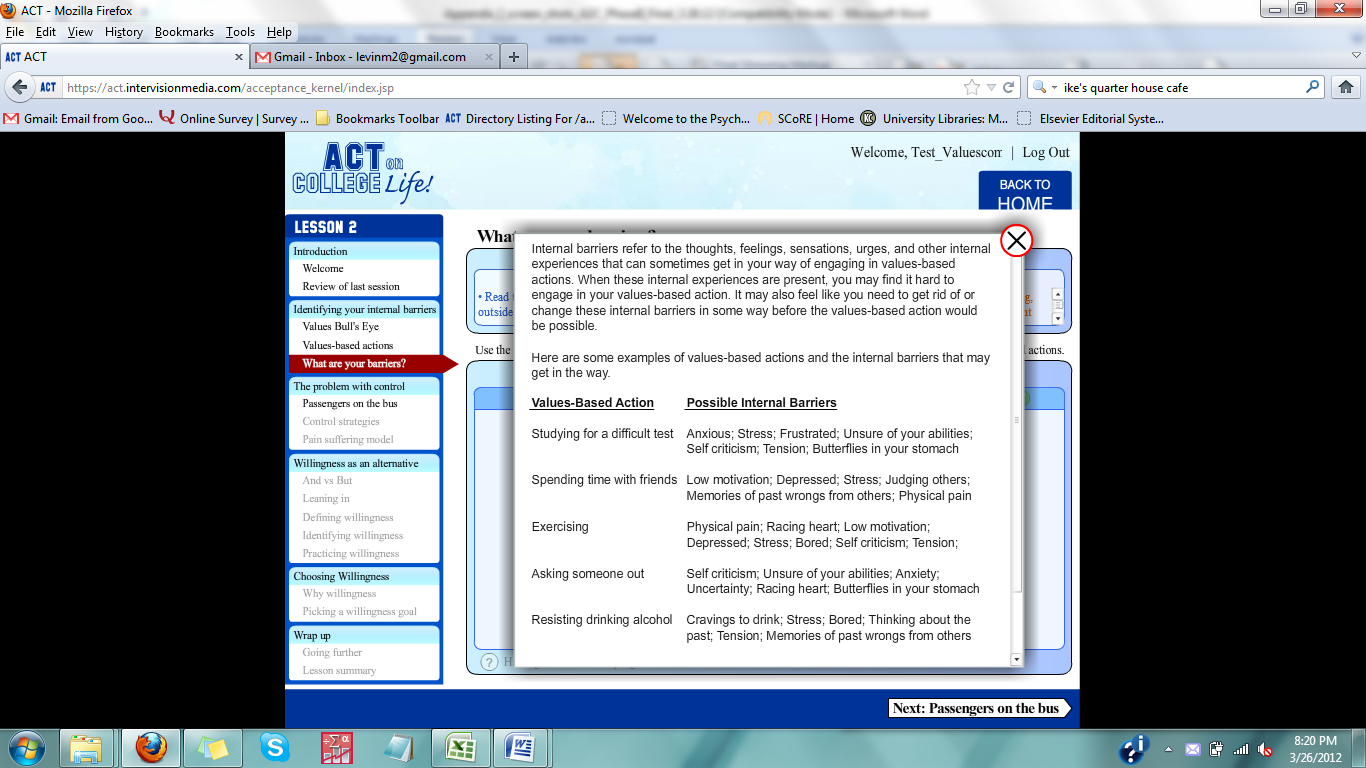 ACT - Mozilla Firefox
File Edit View History Bookmarks Tools Help
ACT ACT
Gmail - Inbox - levinm2@gmail.com
ACT https://act.intervisionmedia.com/acceptance_kernel/index.jsp
ike's quarter house cafe
Gmail: Email from Goo... Online Survey | Survey ... Bookmarks Toolbar ACT Directory Listing For /a... Welcome to the Psych... SCoRE | Home University Libraries: M... Elsevier Editorial Syste...
ACT on
COLLEGE Life!
Welcome, Test_Valuescom | Log Out
BACK TO
HOME
LESSON 2
Introduction
Welcome
Review of last session
Identifying your internal barriers
Values Bull's Eye
Values-based actions
What are your barriers?
The problem with control
Passengers on the bus
Control strategies
Pain suffering model
Willingness as an alternative
And vs But
Leaning in
Defining willingness
Identifying willingness
Practicing willingness
Choosing Willingness
Why willingness
Picking a willingness goal
Wrap up
Going further
Lesson summary
• Read
outside
Use the
actions.
Internal barriers refer to the thoughts, feelings, sensations, urges, and other internal
experiences that can sometimes get in your way of engaging in values-based
actions. When these internal experiences are present, you may find it hard to
engage in your values-based action. It may also feel like you need to get rid of or
change these internal barriers in some way before the values-based action would
be possible.
Here are some examples of values-based actions and the internal barriers that may
get in the way.
Values-Based Action Possible Internal Barriers
Studying for a difficult test Anxious; Stress; Frustrated; Unsure of your abilities;
Self criticism; Tension; Butterflies in your stomach
Spending time with friends Low motivation; Depressed; Stress; Judging others;
Memories of past wrongs from others; Physical pain
Exercising Physical pain; Racing heart; Low motivation;
Depressed; Stress; Bored; Self criticism; Tension;
Asking someone out Self criticism; Unsure of your abilities; Anxiety;
Uncertainty; Racing heart; Butterflies in your stomach
Resisting drinking alcohol Cravings to drink; Stress; Bored; Thinking about the
past; Tension; Memories of past wrongs from others
Next: Passengers on the bus
8:20 PM
3/26/2012